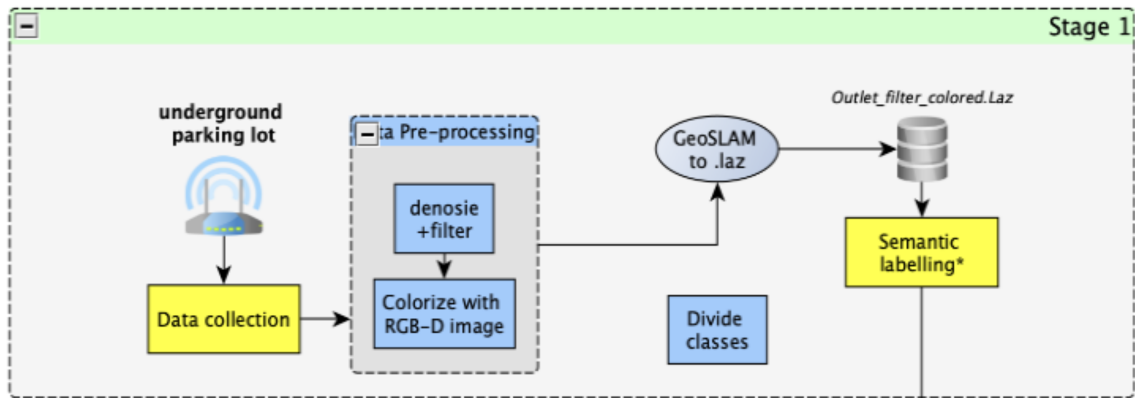 Stage 1
underground
parking lot
ta Pre-processing
denosie
+filter
Colorize with
RGB-D image
Data collection
GeoSLAM
to .laz
Outlet_filter_colored.Laz
Semantic
labelling*
Divide
classes